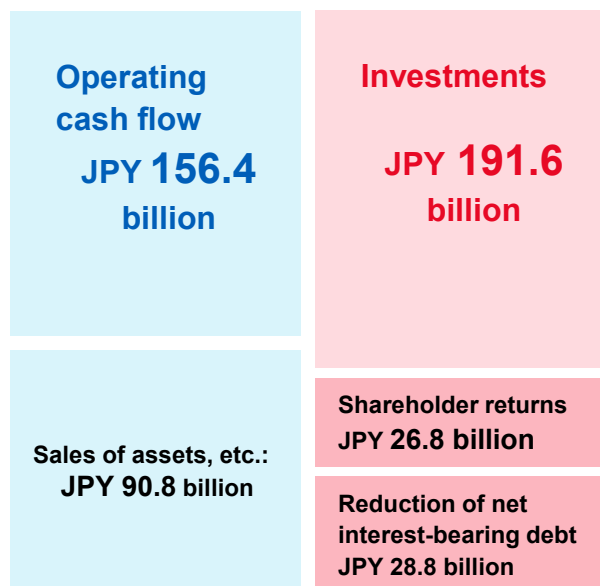 Operating
cash flow
JPY 156.4
billion
Sales of assets, etc.:
JPY 90.8 billion
Investments
JPY 191.6
billion
Shareholder returns
JPY 26.8 billion
Reduction of net
interest-bearing debt
JPY 28.8 billion